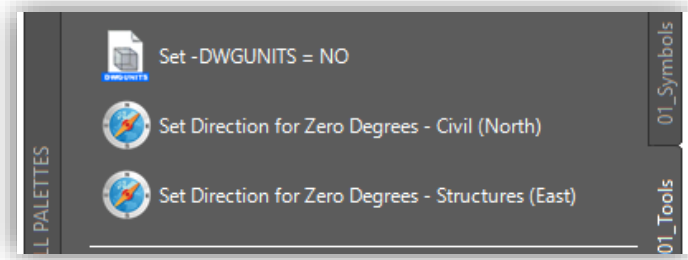 DWGUNITS
Set -DWGUNITS = NO
Set Direction for Zero Degrees - Civil (North)
Set Direction for Zero Degrees - Structures (East)
LL PALETTES
01_Symbols
01_Tools